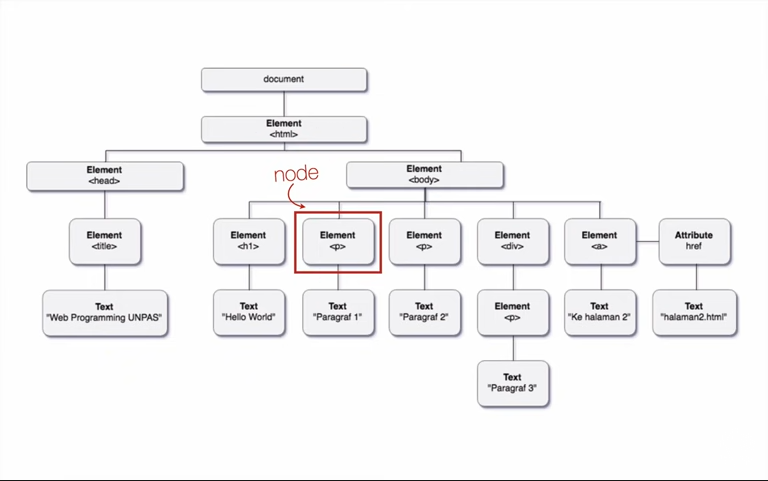 document
Element
<html>
Element
<head>
Element
<body>
node
Element
<title>
Element
<h1>
Element
<p>
Element
<p>
Element
<div>
Element
<a>
Attribute
href
Text
"Web Programming UNPAS"
Text
"Hello World"
Text
"Paragraf 1"
Text
"Paragraf 2"
Element
<p>
Text
"Ke halaman 2"
Text
"halaman2.html"
Text
"Paragraf 3"